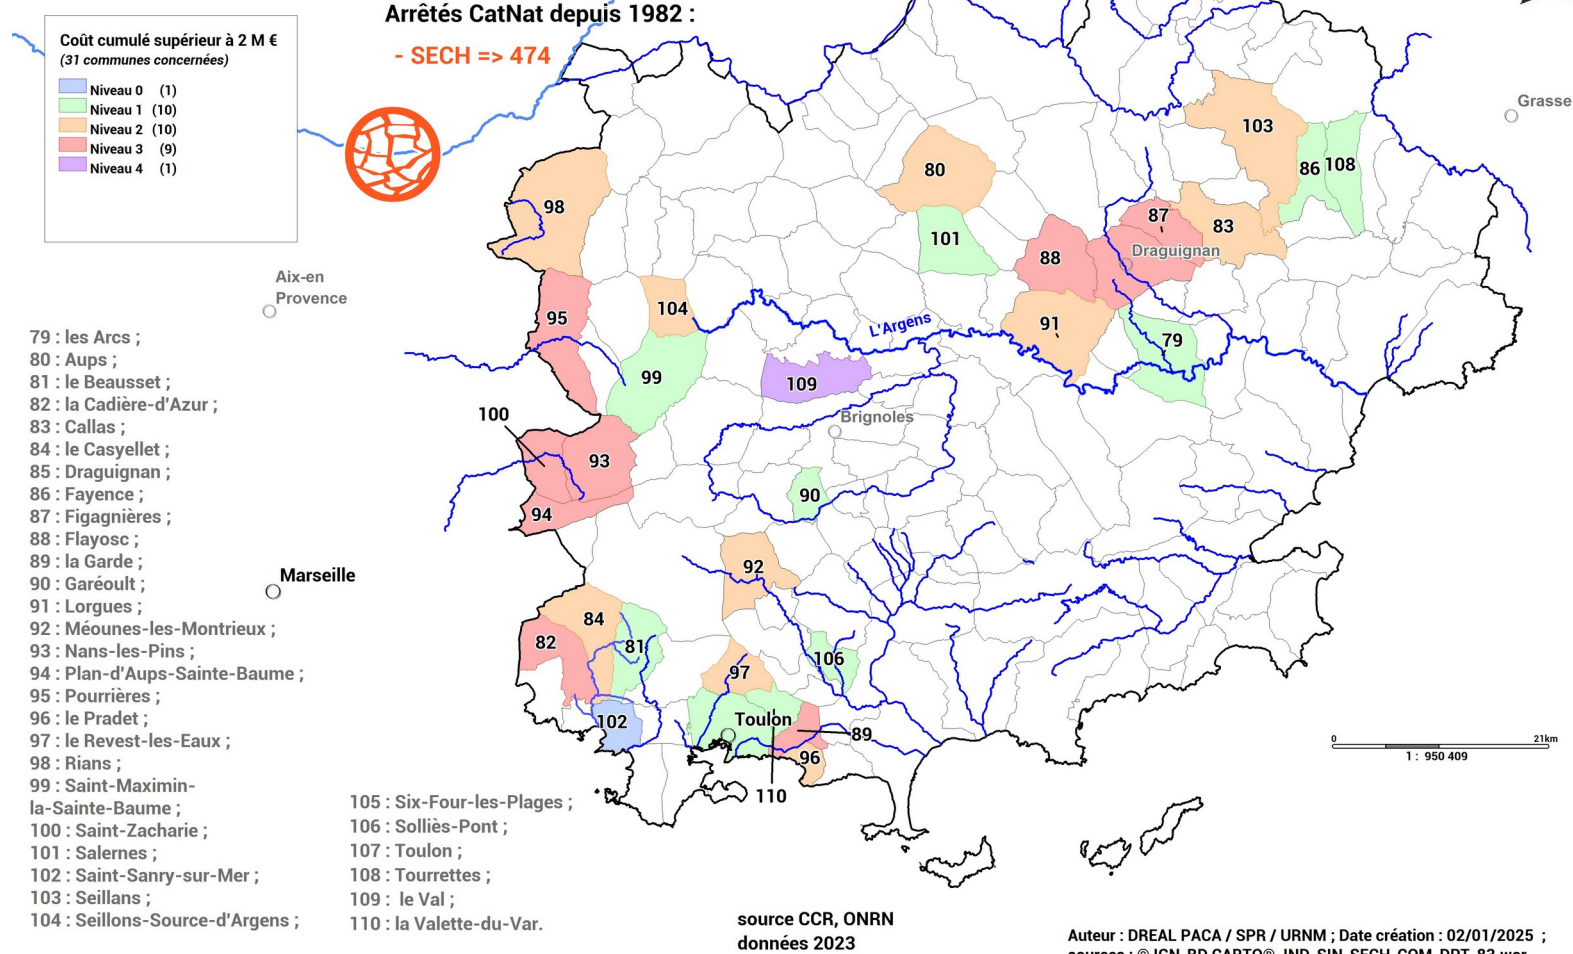 Arrêtés CatNat depuis 1982 :
- SECH => 474
Coût cumulé supérieur à 2 M €
(31 communes concernées)
Niveau 0 (1)
Niveau 1 (10)
Niveau 2 (10)
Niveau 3 (9)
Niveau 4 (1)
Grasse
103
86
108
80
98
87
83
101
88
Draguignan
Aix-en
Provence
95
104
91
L'Argens
79
99
109
100
Brignoles
93
90
94
Marseille
92
84
82
81
106
97
102
Toulon
89
96
110
0
21km
1 : 950 409
79 : les Arcs ;
80 : Aups ;
81 : le Beausset ;
82 : la Cadière-d'Azur ;
83 : Callas ;
84 : le Casyellet ;
85 : Draguignan ;
86 : Fayence ;
87 : Figagnières ;
88 : Flayosc ;
89 : la Garde ;
90 : Garéoult ;
91 : Lorgues ;
92 : Méounes-les-Montrieux ;
93 : Nans-les-Pins ;
94 : Plan-d'Aups-Sainte-Baume ;
95 : Pourrières ;
96 : le Pradet ;
97 : le Revest-les-Eaux ;
98 : Rians ;
99 : Saint-Maximin-
la-Sainte-Baume ;
100 : Saint-Zacharie ;
101 : Salernes ;
102 : Saint-Sanry-sur-Mer ;
103 : Seillans ;
104 : Seillons-Source-d'Argens ;
105 : Six-Four-les-Plages ;
106 : Solliès-Pont ;
107 : Toulon ;
108 : Tourrettes ;
109 : le Val ;
110 : la Valette-du-Var.
source CCR, ONRN
données 2023
Auteur : DREAL PACA / SPR / URNM ; Date création : 02/01/2025 ;
sources : © IGN, BD CARTO®, IND_SIN_SECH_COM_DPT_83.wor